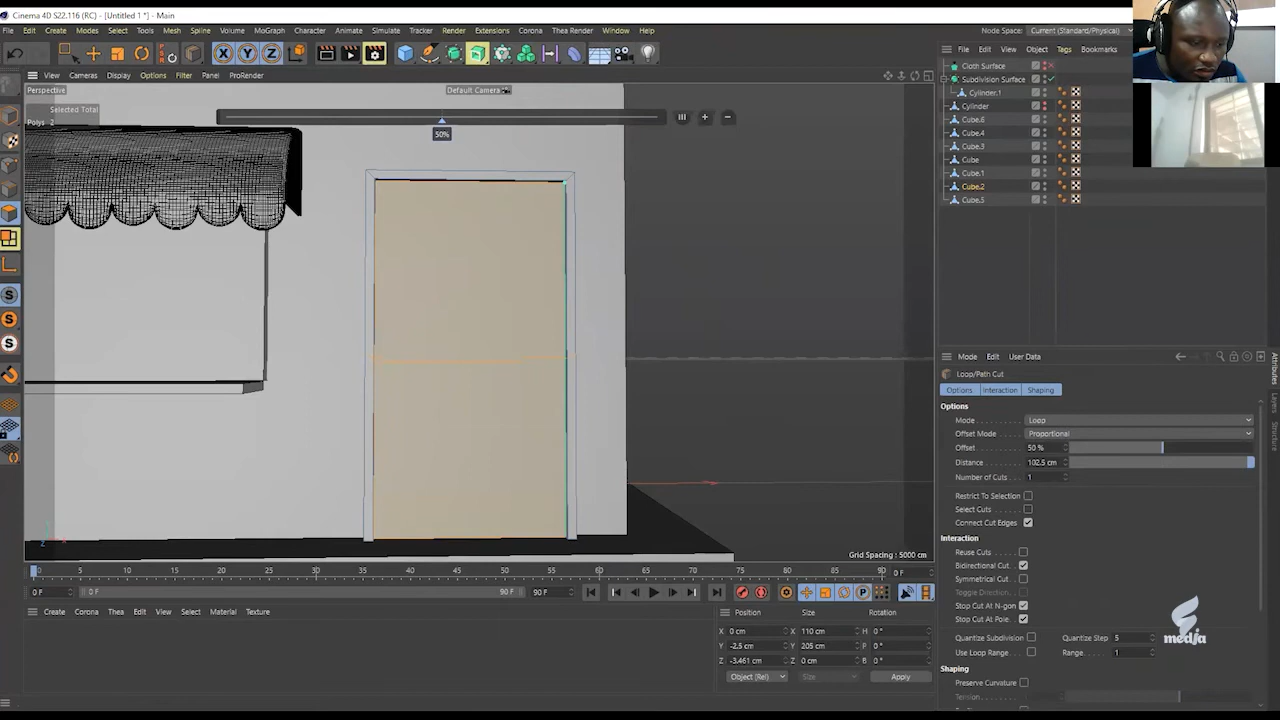 Cinema 4D S22.116 (RC) - [Untitled 1 *] - Main
File Edit Create Modes Select Tools Mesh Spline Volume MoGraph Character Animate Simulate Tracker Render Extensions Corona Thea Render Window Help
Node Space: Current (Standard/Physical)
View Cameras Display Options Filter Panel ProRender
File Edit View Object Tags Bookmarks
Perspective
Default Camera
Selected Total
Polys 2
50%
Cloth Surface
Subdivision Surface
Cylinder.1
Cylinder
Cube.6
Cube.4
Cube.3
Cube
Cube.1
Cube.2
Cube.5
Mode Edit User Data
Loop/Path Cut
Options Interaction Shaping
Options
Mode Loop
Offset Mode Proportional
Offset 50 %
Distance 102.5 cm
Number of Cuts 1
Restrict To Selection
Select Cuts
Connect Cut Edges
Interaction
Reuse Cuts
Bidirectional Cut
Symmetrical Cut
Toggle Direction
Stop Cut At N-gon
Stop Cut At Pole
Quantize Subdivision Quantize Step 5
Use Loop Range Range 1
Shaping
Preserve Curvature
Tension
Attributes
Layers
Structure
Grid Spacing : 5000 cm
0 5 10 15 20 25 30 35 40 45 50 55 60 65 70 75 80 85 90 0 F
0 F 0 F 90 F 90 F
Create Corona Thea Edit View Select Material Texture
Position Size Rotation
X 0 cm X 110 cm H 0 °
Y -2.5 cm Y 205 cm P 0 °
Z -3.461 cm Z 0 cm B 0 °
Object (Rel) Size Apply
medja